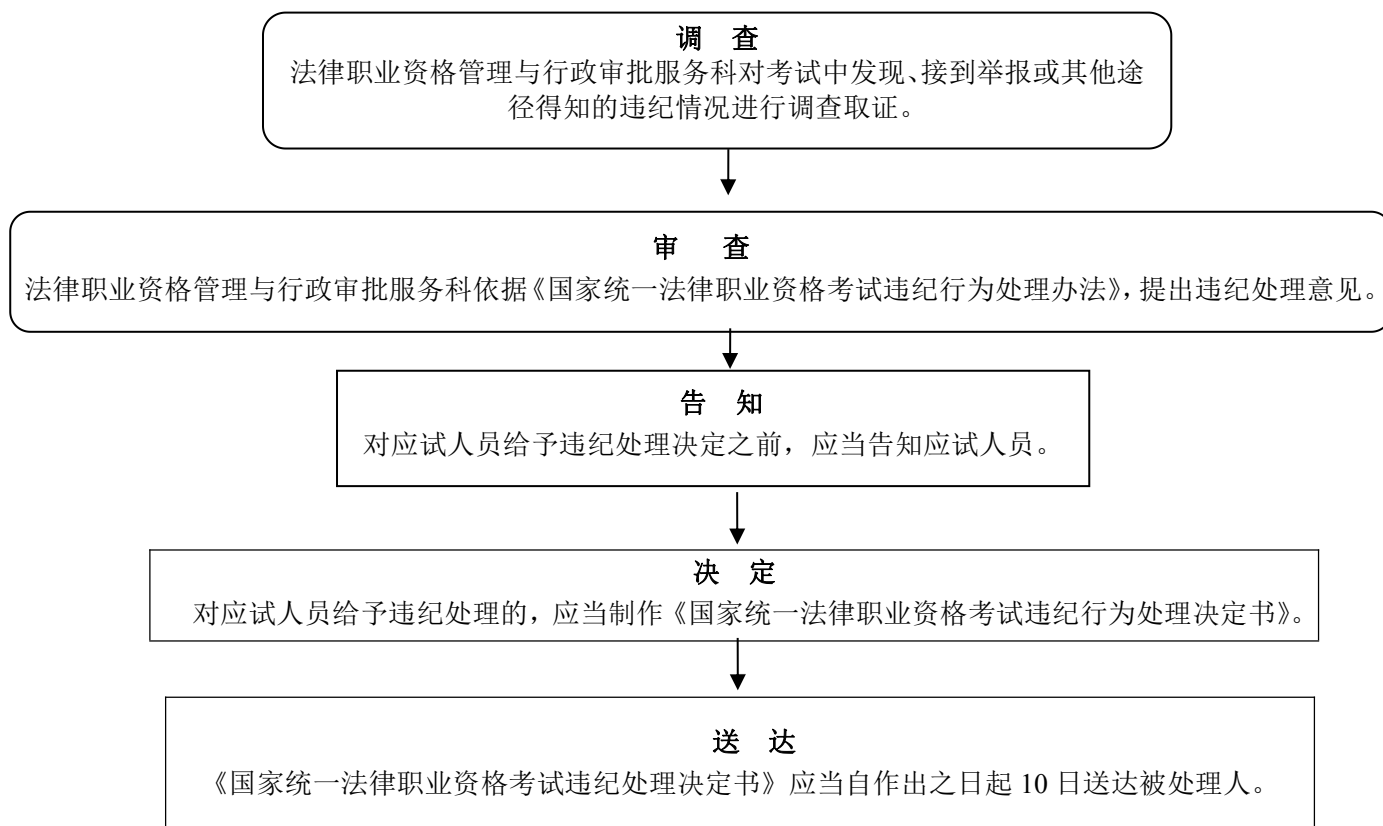 调 查
法律职业资格管理与行政审批服务科对考试中发现、接到举报或其他途
径得知的违纪情况进行调查取证。
审 查
法律职业资格管理与行政审批服务科依据《国家统一法律职业资格考试违纪行为处理办法》，提出违纪处理意见。
告 知
对应试人员给予违纪处理决定之前，应当告知应试人员。
决 定
对应试人员给予违纪处理的，应当制作《国家统一法律职业资格考试违纪行为处理决定书》。
送 达
《国家统一法律职业资格考试违纪处理决定书》应当自作出之日起 10 日送达被处理人。